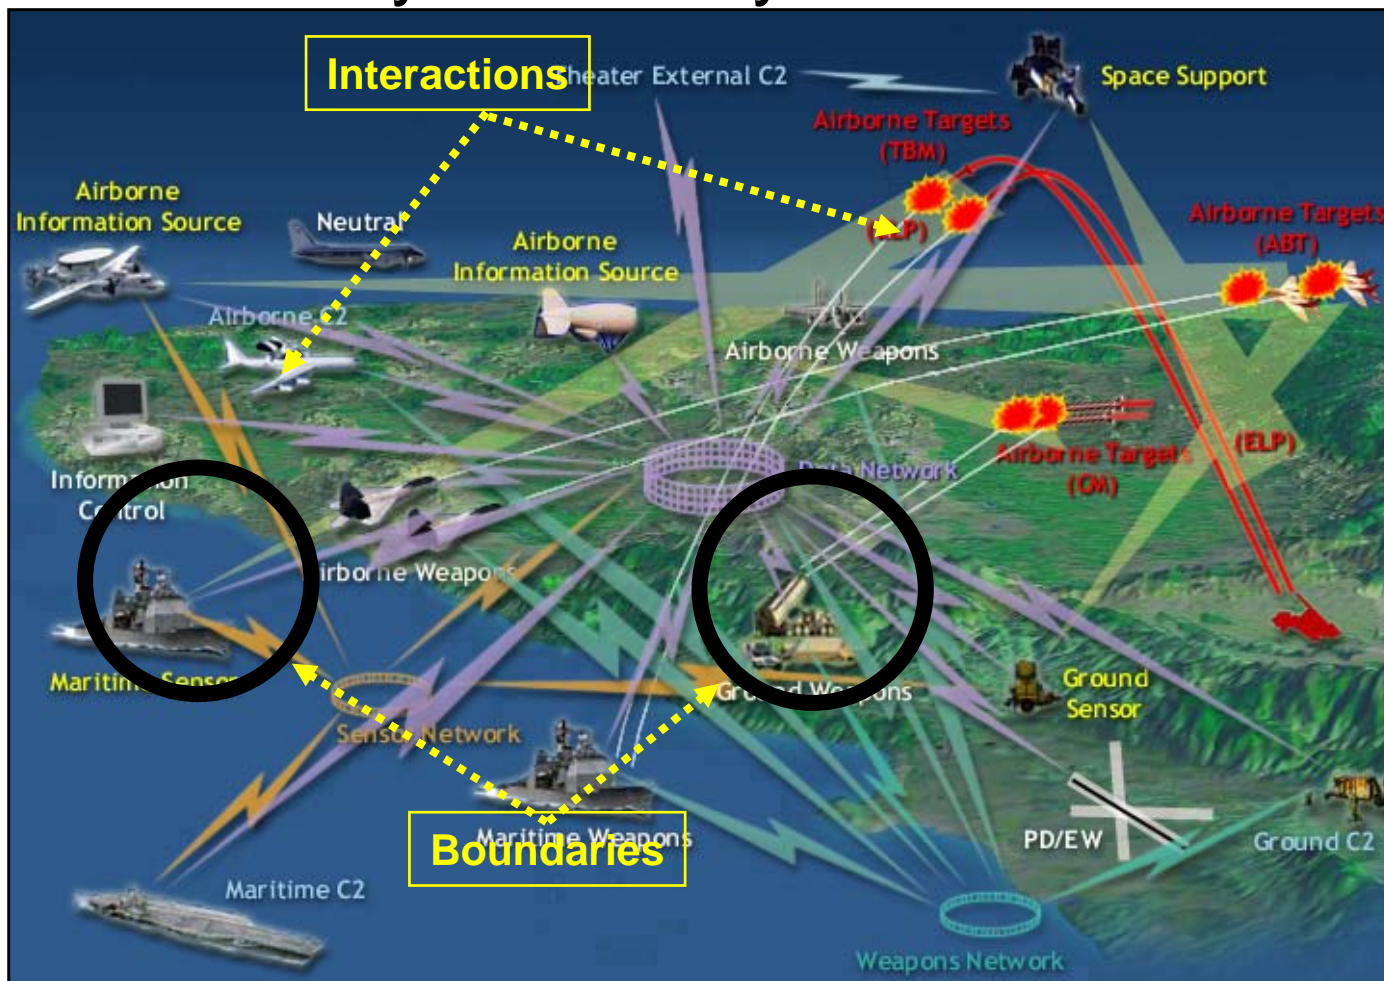 Interactions
Theater External C2
Space Support
Airborne Targets
(TBM)
Airborne
Information Source
Neutral
Airborne
Information Source
(ELP)
Airborne Targets
(ABT)
Airborne C2
Airborne Weapons
Information
Control
Data Network
Airborne Targets
(CM)
(ELP)
Airborne Weapons
Maritime Sensor
Ground Weapons
Ground
Sensor
Sensor Network
Maritime Weapons
Boundaries
PD/EW
Ground C2
Maritime C2
Weapons Network